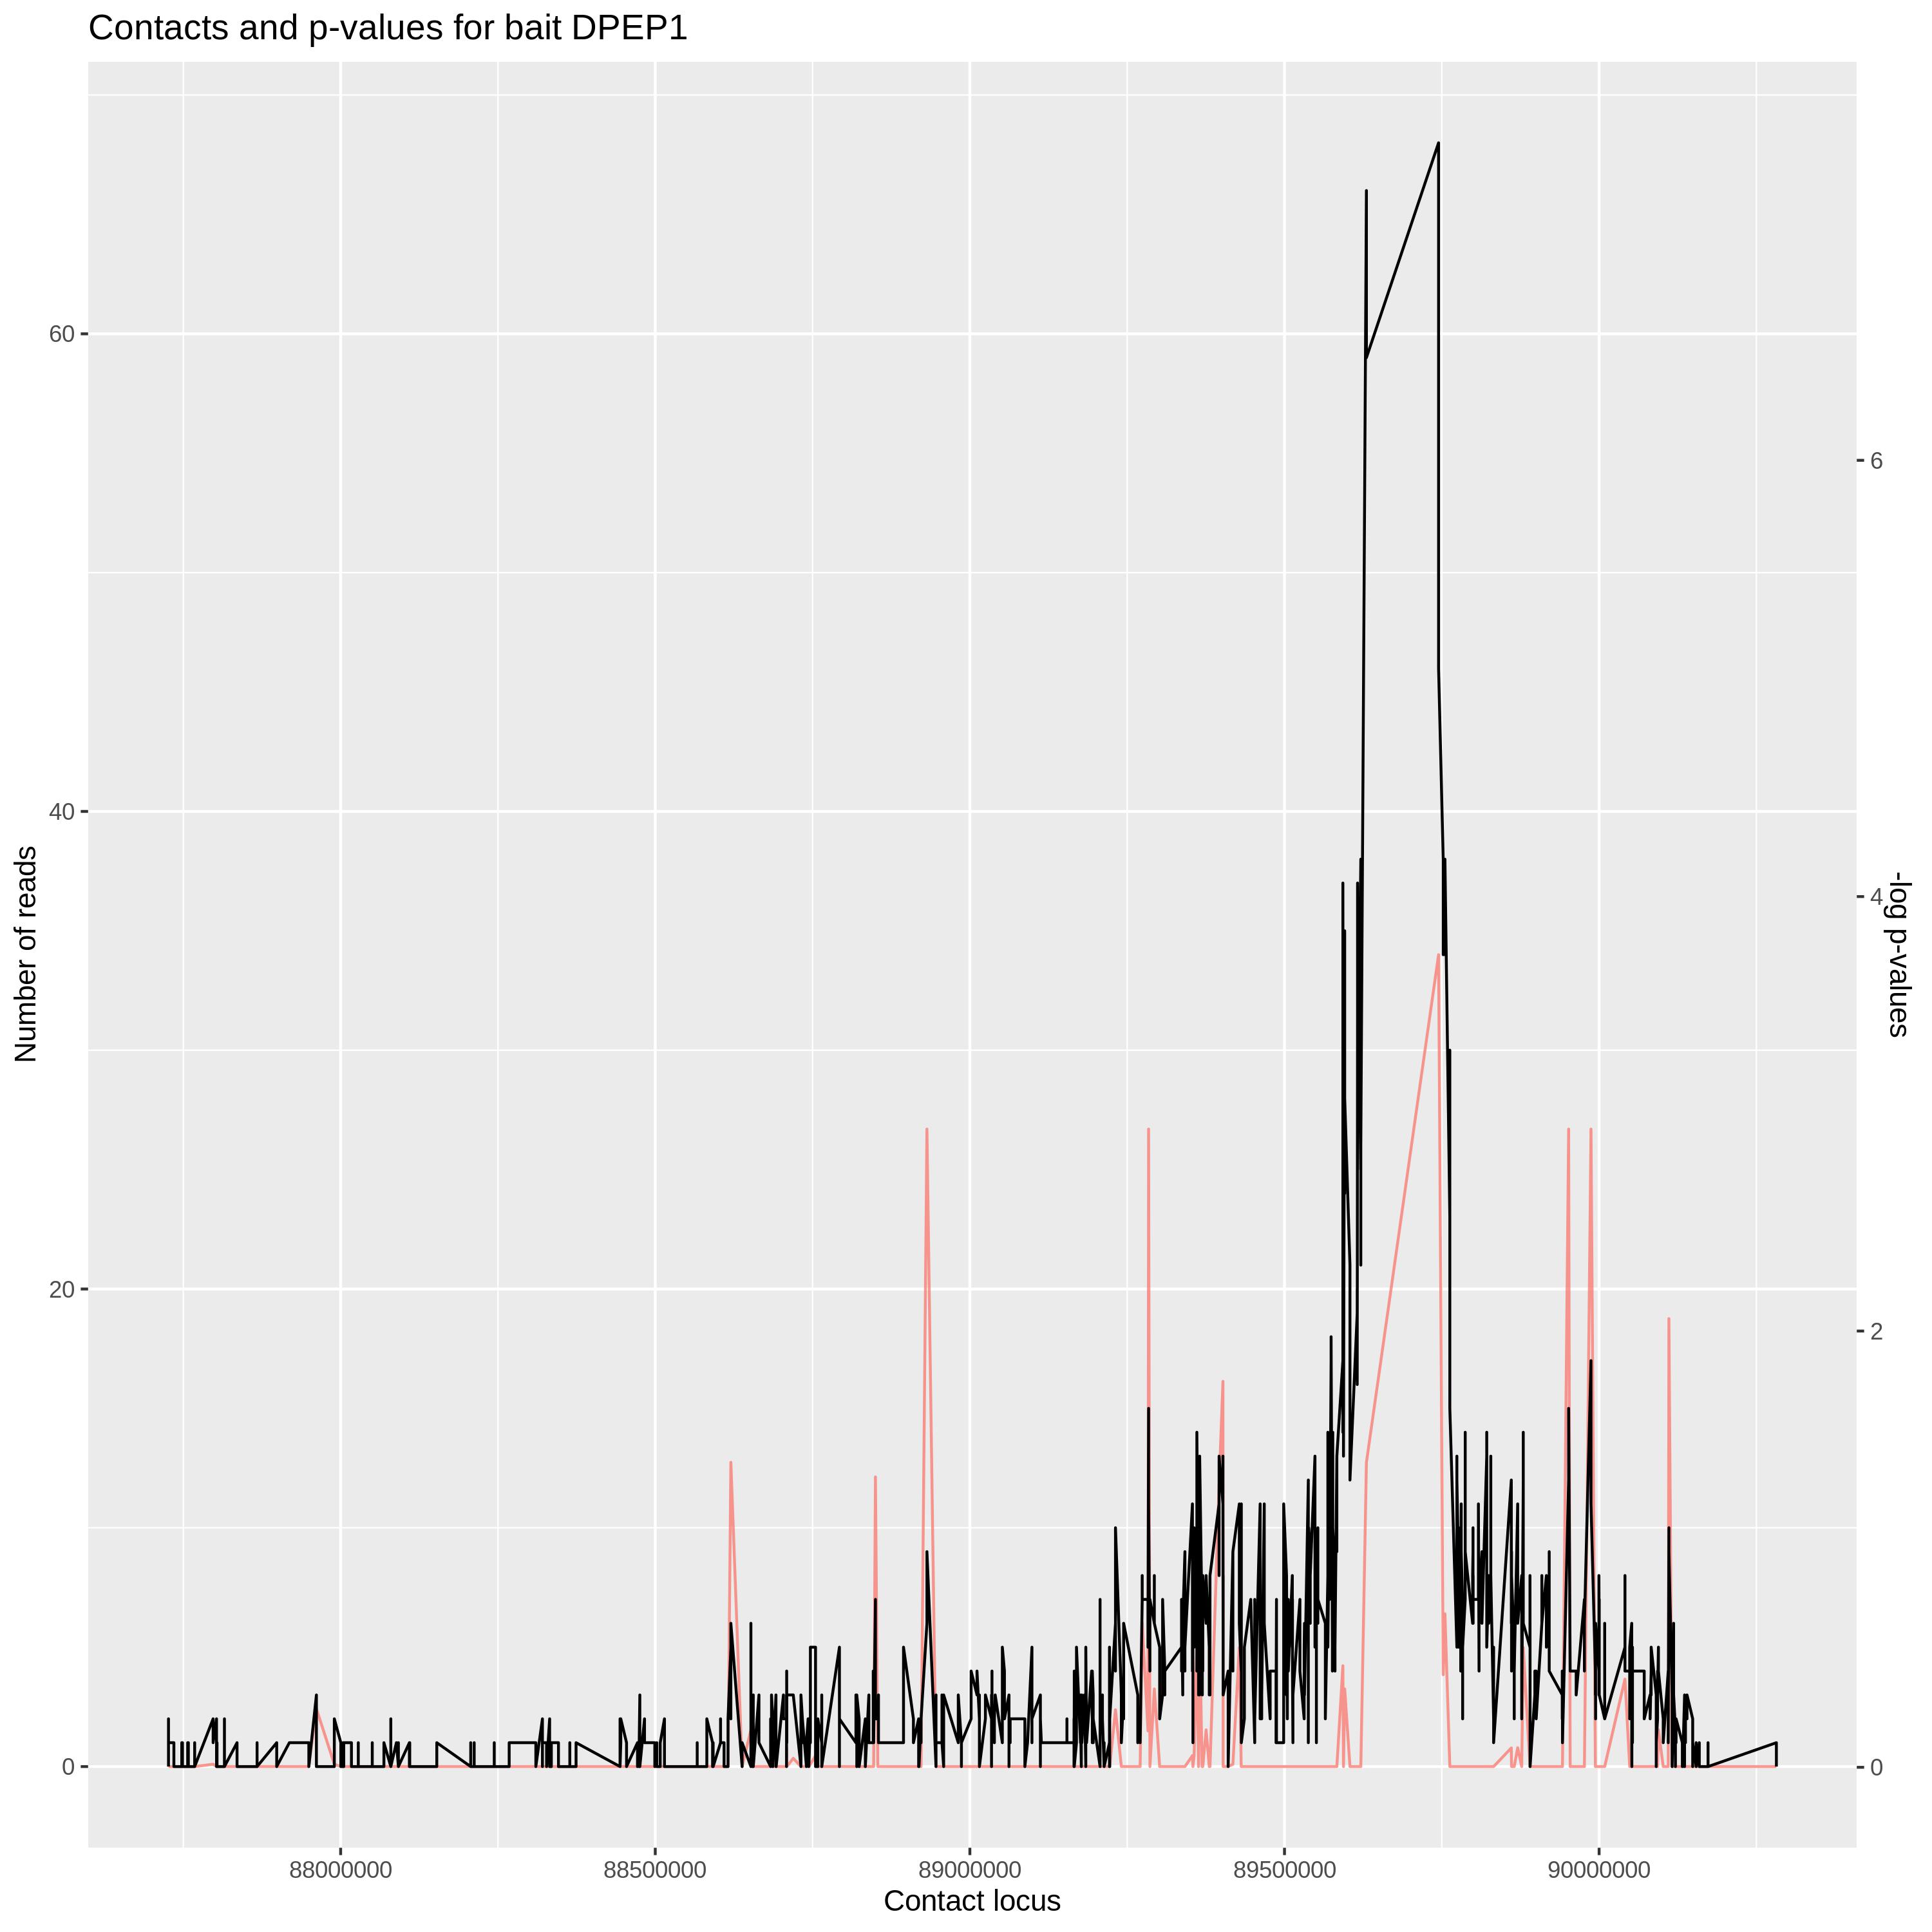 Contacts and p-values for bait DPEP1
60
40
20
0
Number of reads
6
4
2
0
-log p-values
88000000 88500000 89000000 89500000 90000000
Contact locus